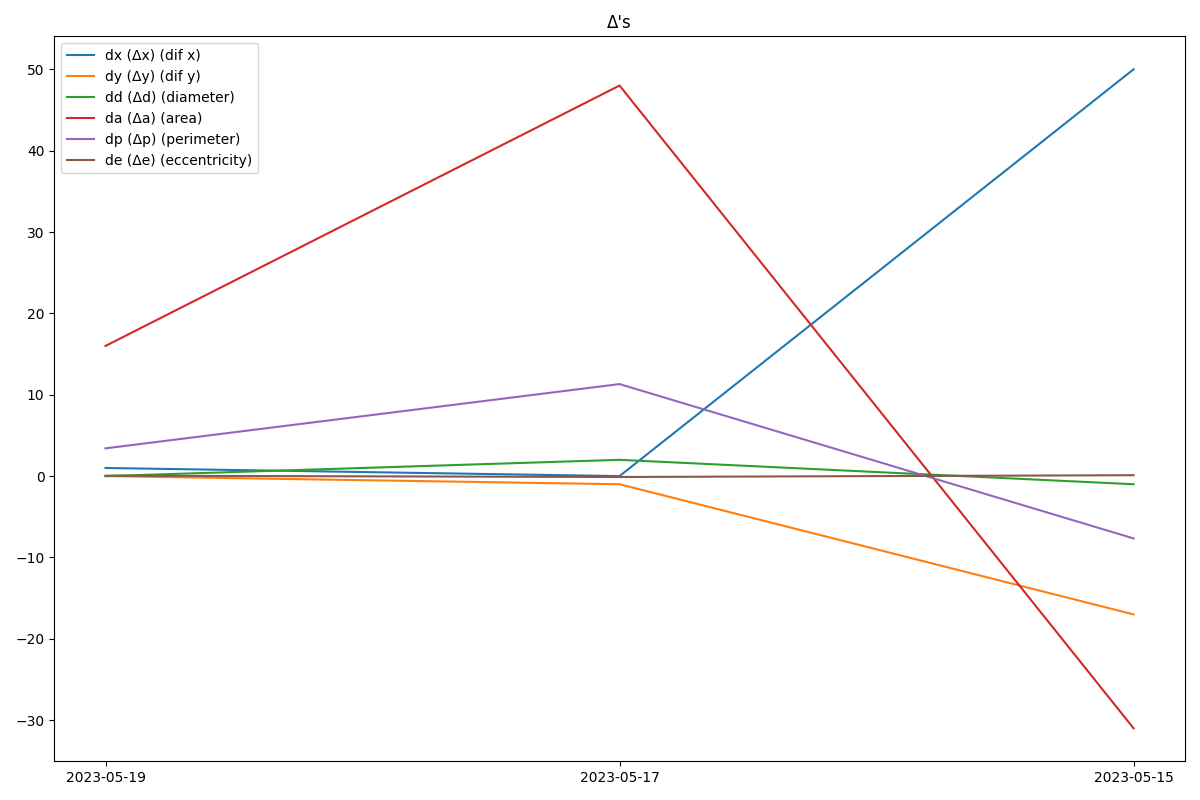 Δ's
dx (Δx) (dif x)
dy (Δy) (dif y)
dd (Δd) (diameter)
da (Δa) (area)
dp (Δp) (perimeter)
de (Δe) (eccentricity)
50
40
30
20
10
0
−10
−20
−30
2023-05-19 2023-05-17 2023-05-15